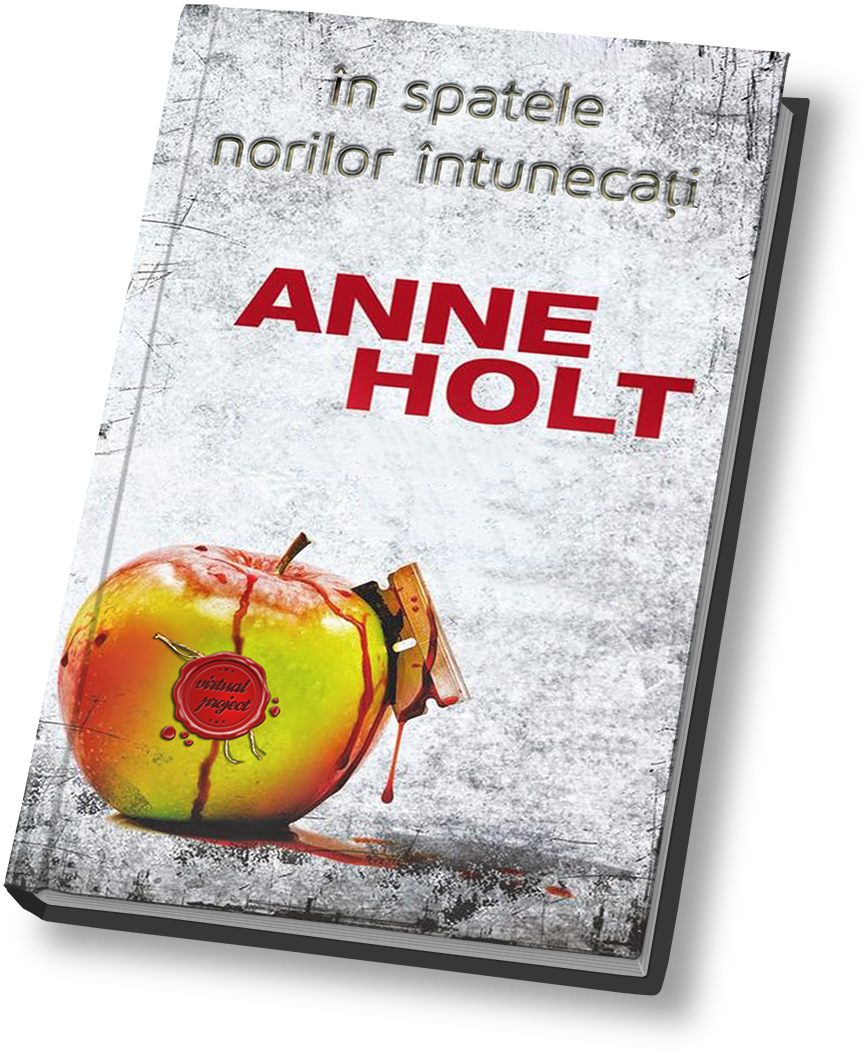 în spatele
norilor întunecați
ANNE
HOLT
virtual
project